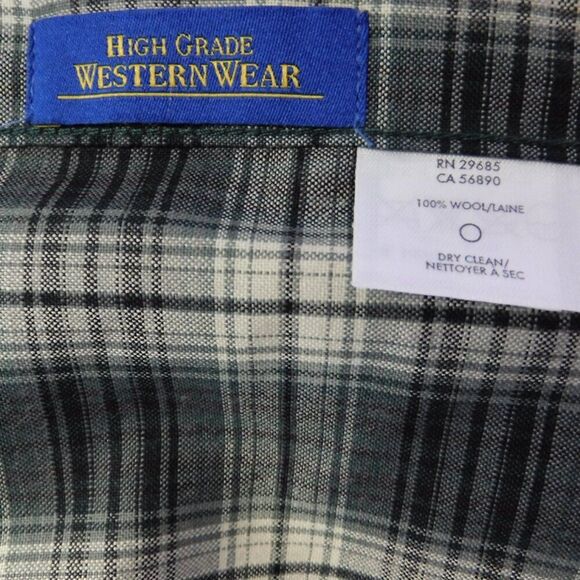 HIGH GRADE
WESTERN WEAR
RN 29685
CA 56890
100% WOOL/LAINE
DRY CLEAN/
NETTOYER A SEC